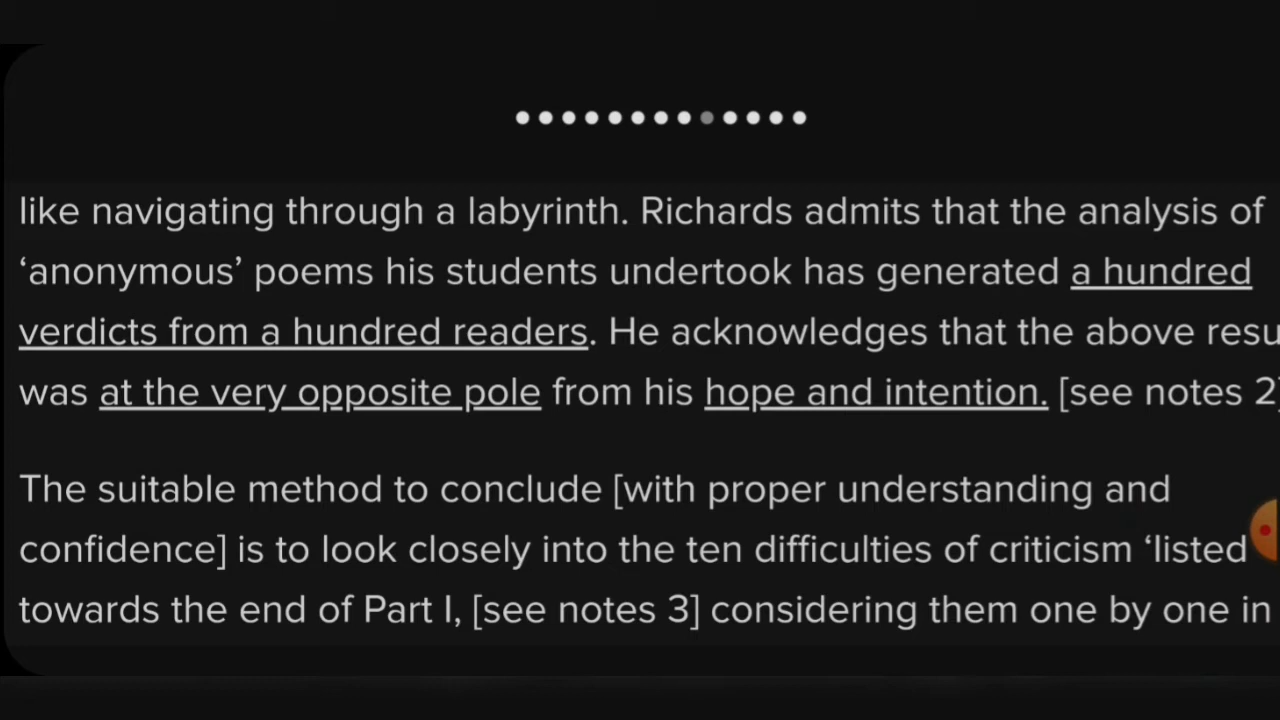 like navigating through a labyrinth. Richards admits that the analysis of
‘anonymous’ poems his students undertook has generated a hundred
verdicts from a hundred readers. He acknowledges that the above resu
was at the very opposite pole from his hope and intention. [see notes 2]
The suitable method to conclude [with proper understanding and
confidence] is to look closely into the ten difficulties of criticism ‘listed
towards the end of Part I, [see notes 3] considering them one by one in